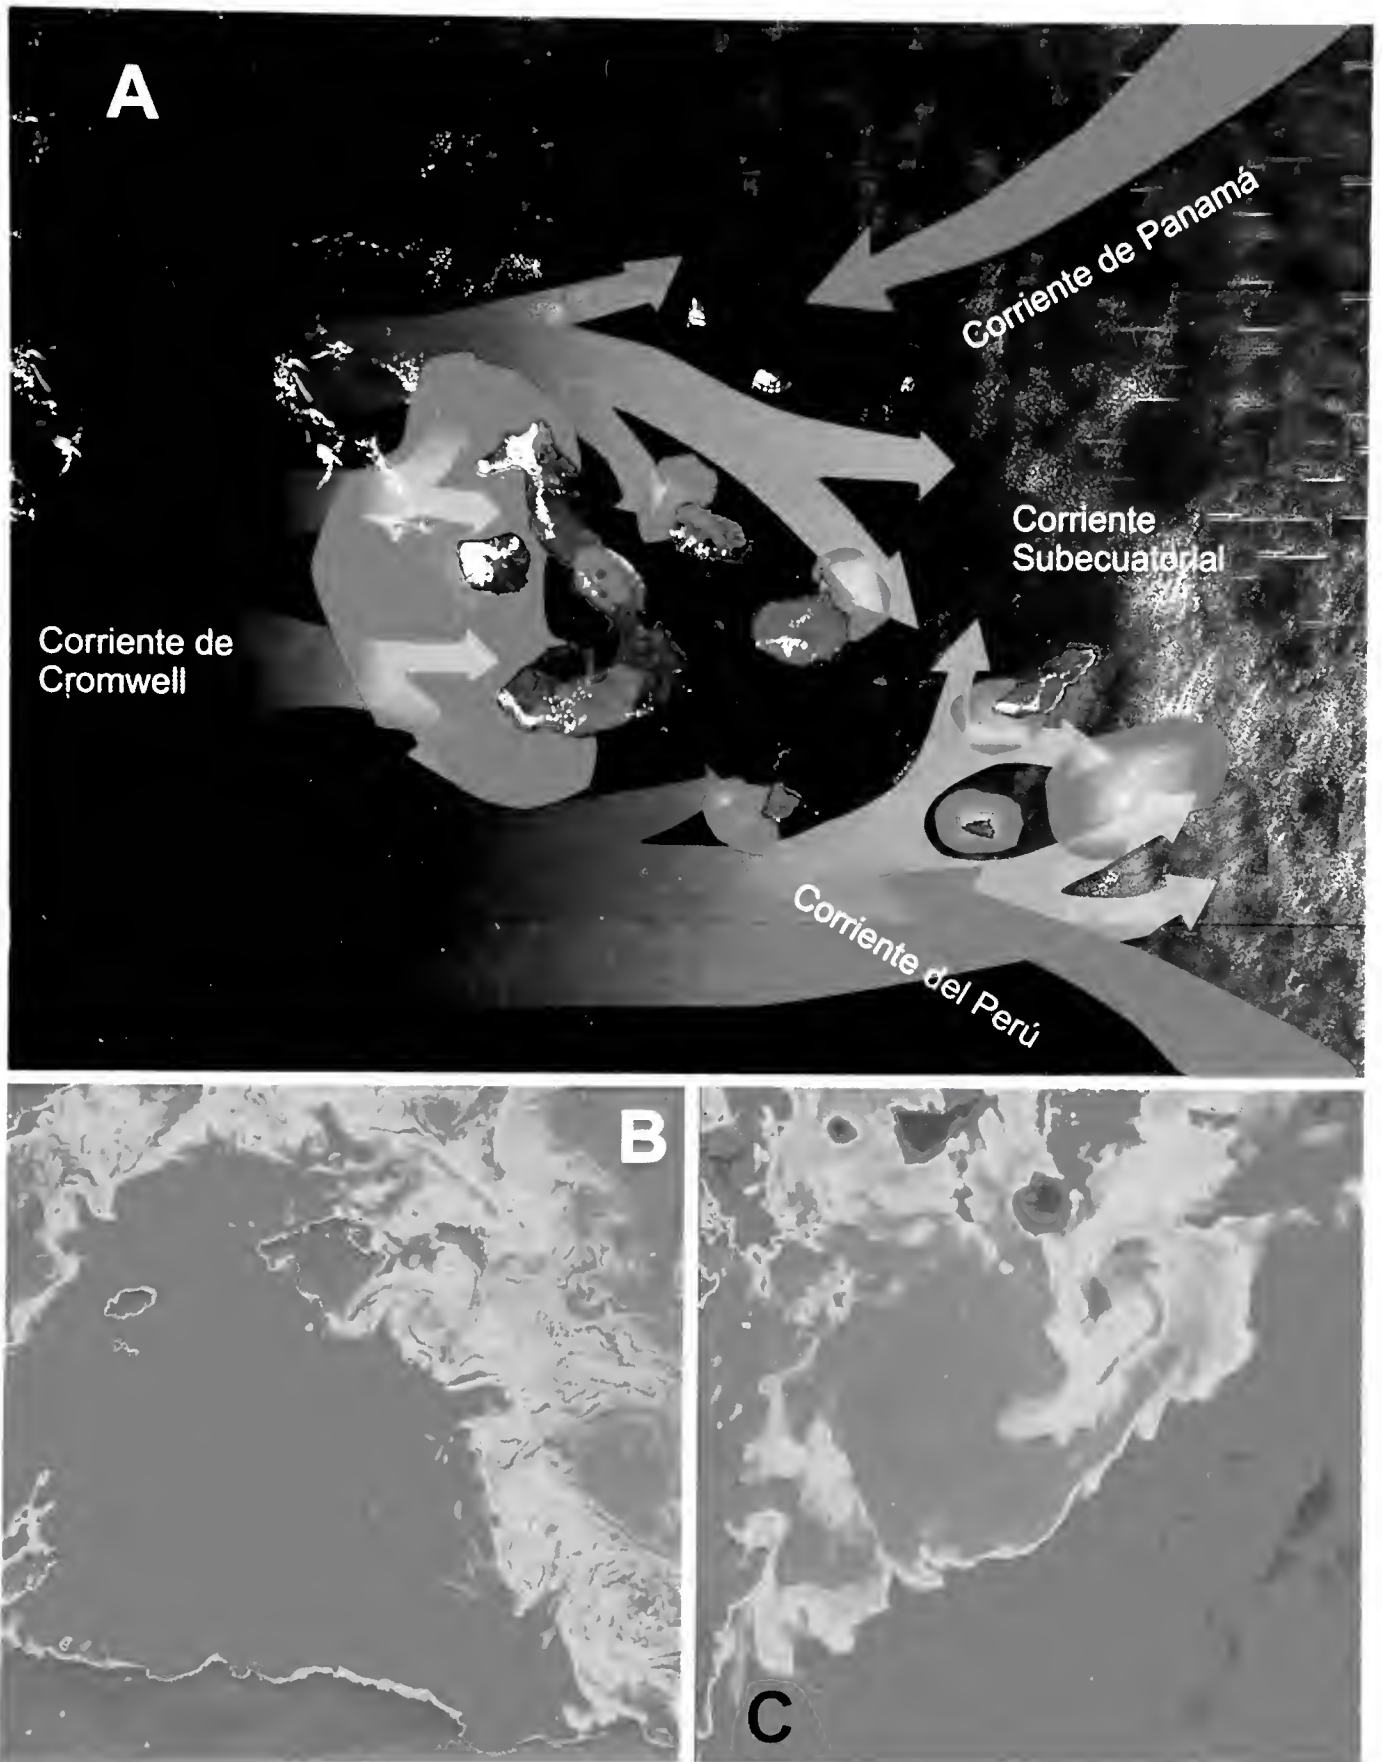 A
Corriente de Panamá
Corriente
Subecuatorial
Corriente de
Cromwell
Corriente del Perú
B
C